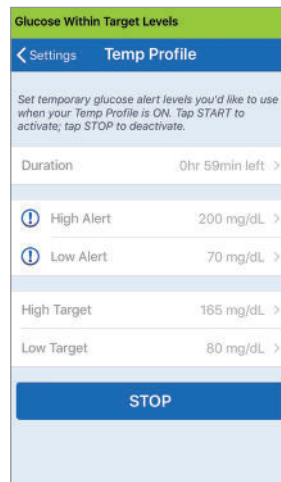 Glucose Within Target Levels
Settings Temp Profile
Set temporary glucose alert levels you'd like to use
when your Temp Profile is ON. Tap START to
activate; tap STOP to deactivate.
Duration 0hr 59min left
High Alert 200 mg/dL
Low Alert 70 mg/dL
High Target 165 mg/dL
Low Target 80 mg/dL
STOP